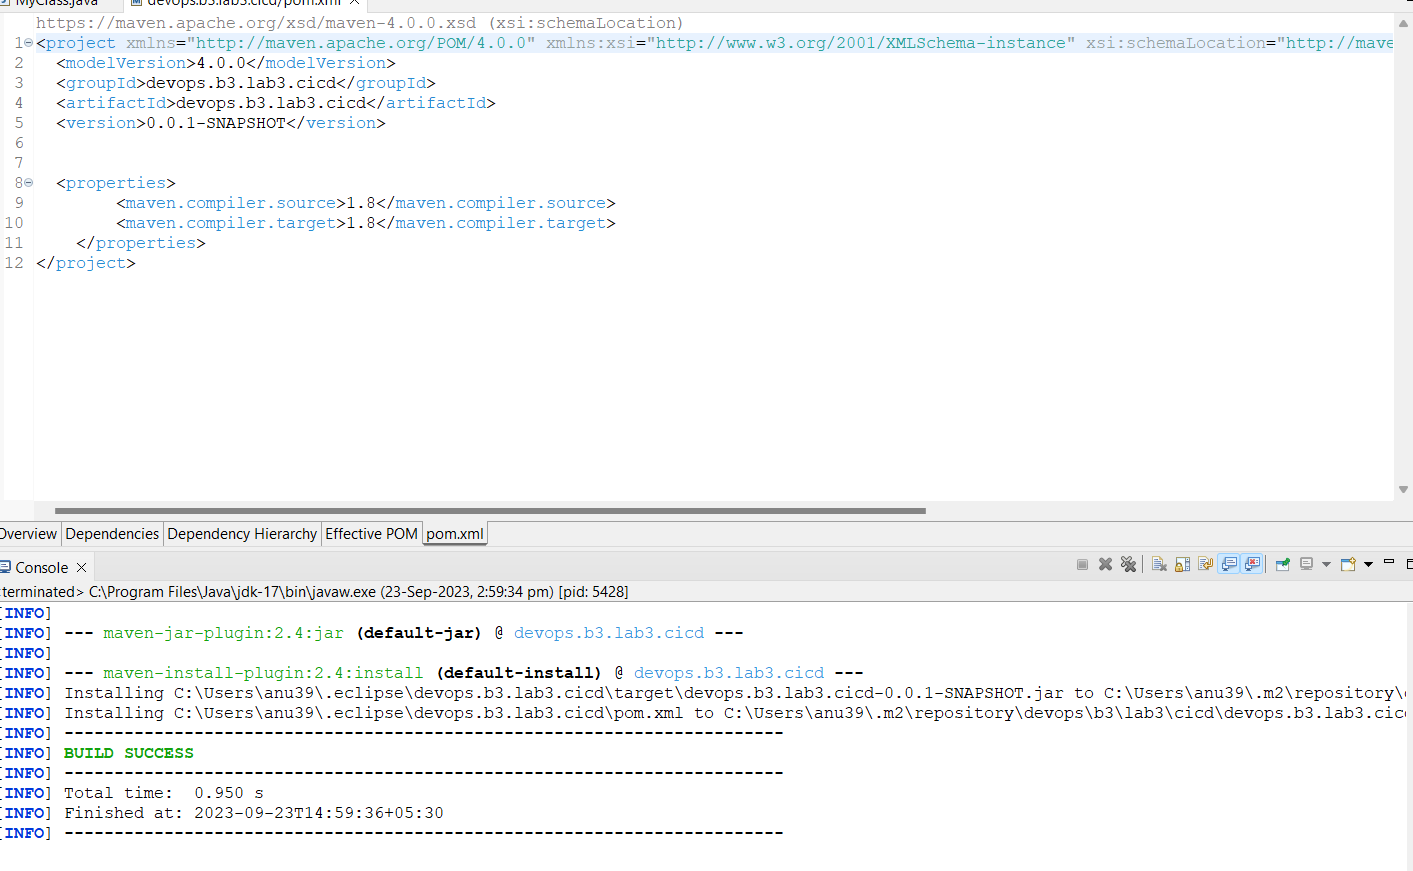 MyClass.java devops.b3.lab3.cicd/pom.xml
https://maven.apache.org/xsd/maven-4.0.0.xsd (xsi:schemaLocation)
1 <project xmlns="http://maven.apache.org/POM/4.0.0" xmlns:xsi="http://www.w3.org/2001/XMLSchema-instance" xsi:schemaLocation="http://mave
2 <modelVersion>4.0.0</modelVersion>
3 <groupId>devops.b3.lab3.cicd</groupId>
4 <artifactId>devops.b3.lab3.cicd</artifactId>
5 <version>0.0.1-SNAPSHOT</version>
6
7
8 <properties>
9 <maven.compiler.source>1.8</maven.compiler.source>
10 <maven.compiler.target>1.8</maven.compiler.target>
11 </properties>
12 </project>
Overview Dependencies Dependency Hierarchy Effective POM pom.xml
Console
<terminated> C:\Program Files\Java\jdk-17\bin\javaw.exe (23-Sep-2023, 2:59:34 pm) [pid: 5428]
[INFO]
[INFO] --- maven-jar-plugin:2.4:jar (default-jar) @ devops.b3.lab3.cicd ---
[INFO]
[INFO] --- maven-install-plugin:2.4:install (default-install) @ devops.b3.lab3.cicd ---
[INFO] Installing C:\Users\anu39\.eclipse\devops.b3.lab3.cicd\target\devops.b3.lab3.cicd-0.0.1-SNAPSHOT.jar to C:\Users\anu39\.m2\repository\
[INFO] Installing C:\Users\anu39\.eclipse\devops.b3.lab3.cicd\pom.xml to C:\Users\anu39\.m2\repository\devops\b3\lab3\cicd\devops.b3.lab3.cic
[INFO] ------------------------------------------------------------------------
[INFO] BUILD SUCCESS
[INFO] ------------------------------------------------------------------------
[INFO] Total time:  0.950 s
[INFO] Finished at: 2023-09-23T14:59:36+05:30
[INFO] ------------------------------------------------------------------------